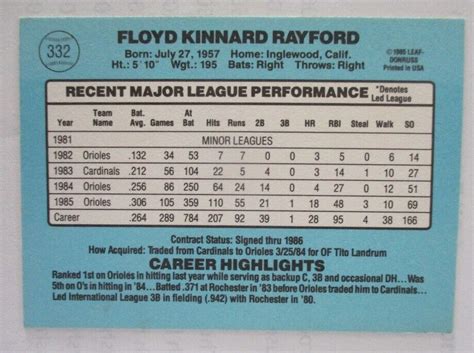 332
FLOYD KINNARD RAYFORD
Born: July 27, 1957 Home: Inglewood, Calif.
Ht.: 5' 10" Wgt.: 195 Bats: Right Throws: Right
©1985 LEAF-
DONRUSS
Printed in USA
RECENT MAJOR LEAGUE PERFORMANCE *Denotes
Led League
Year Team Name Bat. Avg. Games At Bat Hits Runs 2B 3B HR RBI Steal Walk SO
1981 MINOR LEAGUES
1982 Orioles .132 34 53 7 7 0 0 3 5 0 6 14
1983 Cardinals .212 56 104 22 5 4 0 3 14 1 10 27
1984 Orioles .256 86 250 64 24 14 0 4 27 0 12 51
1985 Orioles .306 105 359 110 55 21 1 18 48 3 10 69
Career .264 289 784 207 92 39 1 28 95 4 38 166
Contract Status: Signed thru 1986
How Acquired: Traded from Cardinals to Orioles 3/25/84 for OF Tito Landrum
CAREER HIGHLIGHTS
Ranked 1st on Orioles in hitting last year while serving as backup C, 3B and occasional DH...Was
5th on O's in hitting in '84...Batted .371 at Rochester in '83 before Orioles traded him to Cardinals...
Led International League 3B in fielding (.942) with Rochester in '80.